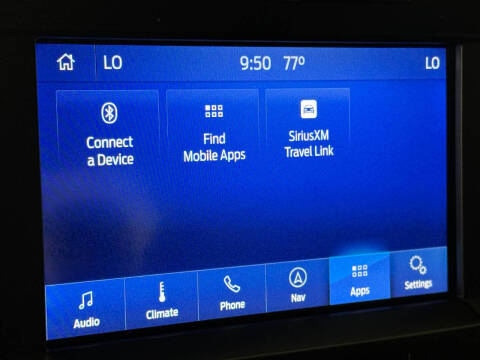 LO 9:50 77° LO
Connect
a Device
Find
Mobile Apps
SiriusXM
Travel Link
Audio
Climate
Phone
Nav
Apps
Settings